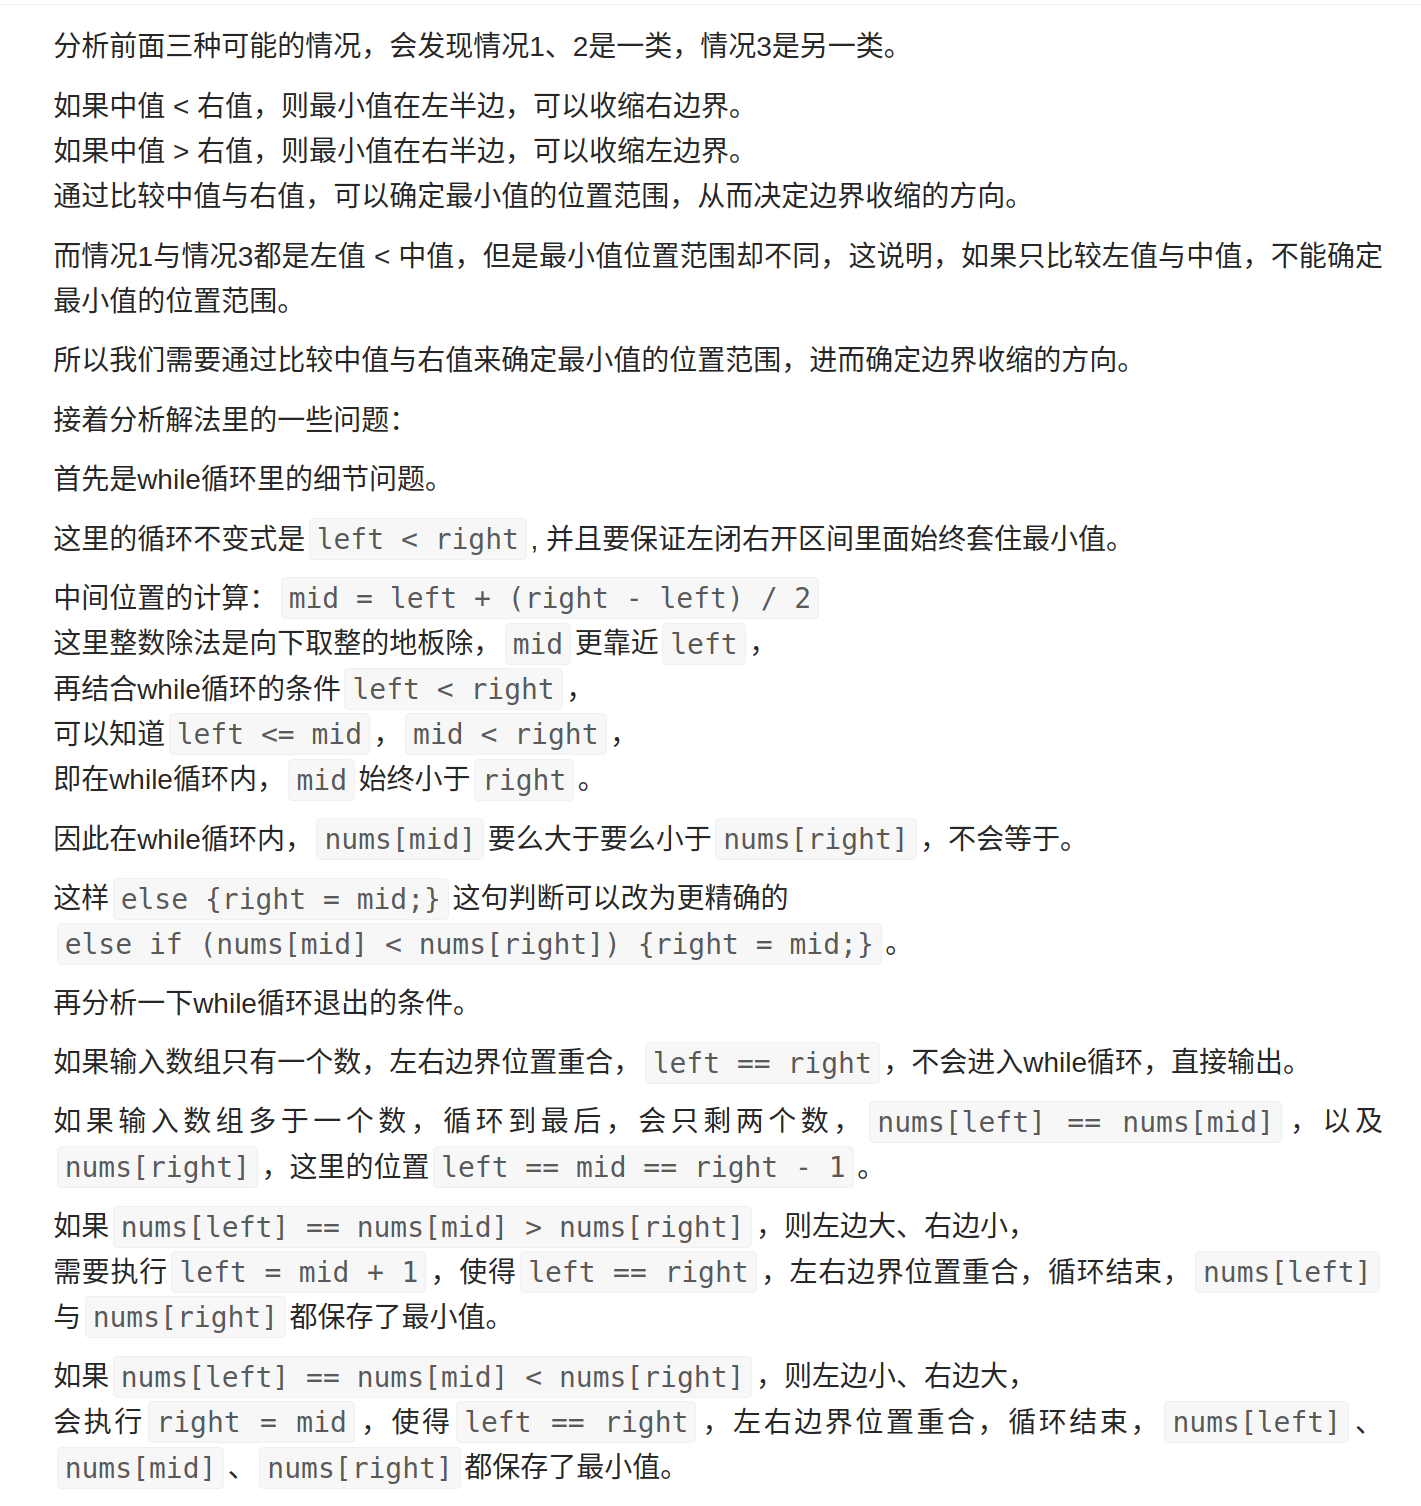 分析前面三种可能的情况，会发现情况1、2是一类，情况3是另一类。
如果中值 < 右值，则最小值在左半边，可以收缩右边界。
如果中值 > 右值，则最小值在右半边，可以收缩左边界。
通过比较中值与右值，可以确定最小值的位置范围，从而决定边界收缩的方向。
而情况1与情况3都是左值 < 中值，但是最小值位置范围却不同，这说明，如果只比较左值与中值，不能确定
最小值的位置范围。
所以我们需要通过比较中值与右值来确定最小值的位置范围，进而确定边界收缩的方向。
接着分析解法里的一些问题：
首先是while循环里的细节问题。
这里的循环不变式是 left < right , 并且要保证左闭右开区间里面始终套住最小值。
中间位置的计算： mid = left + (right - left) / 2
这里整数除法是向下取整的地板除， mid 更靠近 left ，
再结合while循环的条件 left < right ，
可以知道 left <= mid ， mid < right ，
即在while循环内， mid 始终小于 right 。
因此在while循环内， nums[mid] 要么大于要么小于 nums[right] ，不会等于。
这样 else {right = mid;} 这句判断可以改为更精确的
else if (nums[mid] < nums[right]) {right = mid;} 。
再分析一下while循环退出的条件。
如果输入数组只有一个数，左右边界位置重合， left == right ，不会进入while循环，直接输出。
如果输入数组多于一个数，循环到最后，会只剩两个数， nums[left] == nums[mid] ，以及
nums[right] ，这里的位置 left == mid == right - 1 。
如果 nums[left] == nums[mid] > nums[right] ，则左边大、右边小，
需要执行 left = mid + 1 ，使得 left == right ，左右边界位置重合，循环结束， nums[left]
与 nums[right] 都保存了最小值。
如果 nums[left] == nums[mid] < nums[right] ，则左边小、右边大，
会执行 right = mid ，使得 left == right ，左右边界位置重合，循环结束， nums[left] 、
nums[mid] 、 nums[right] 都保存了最小值。